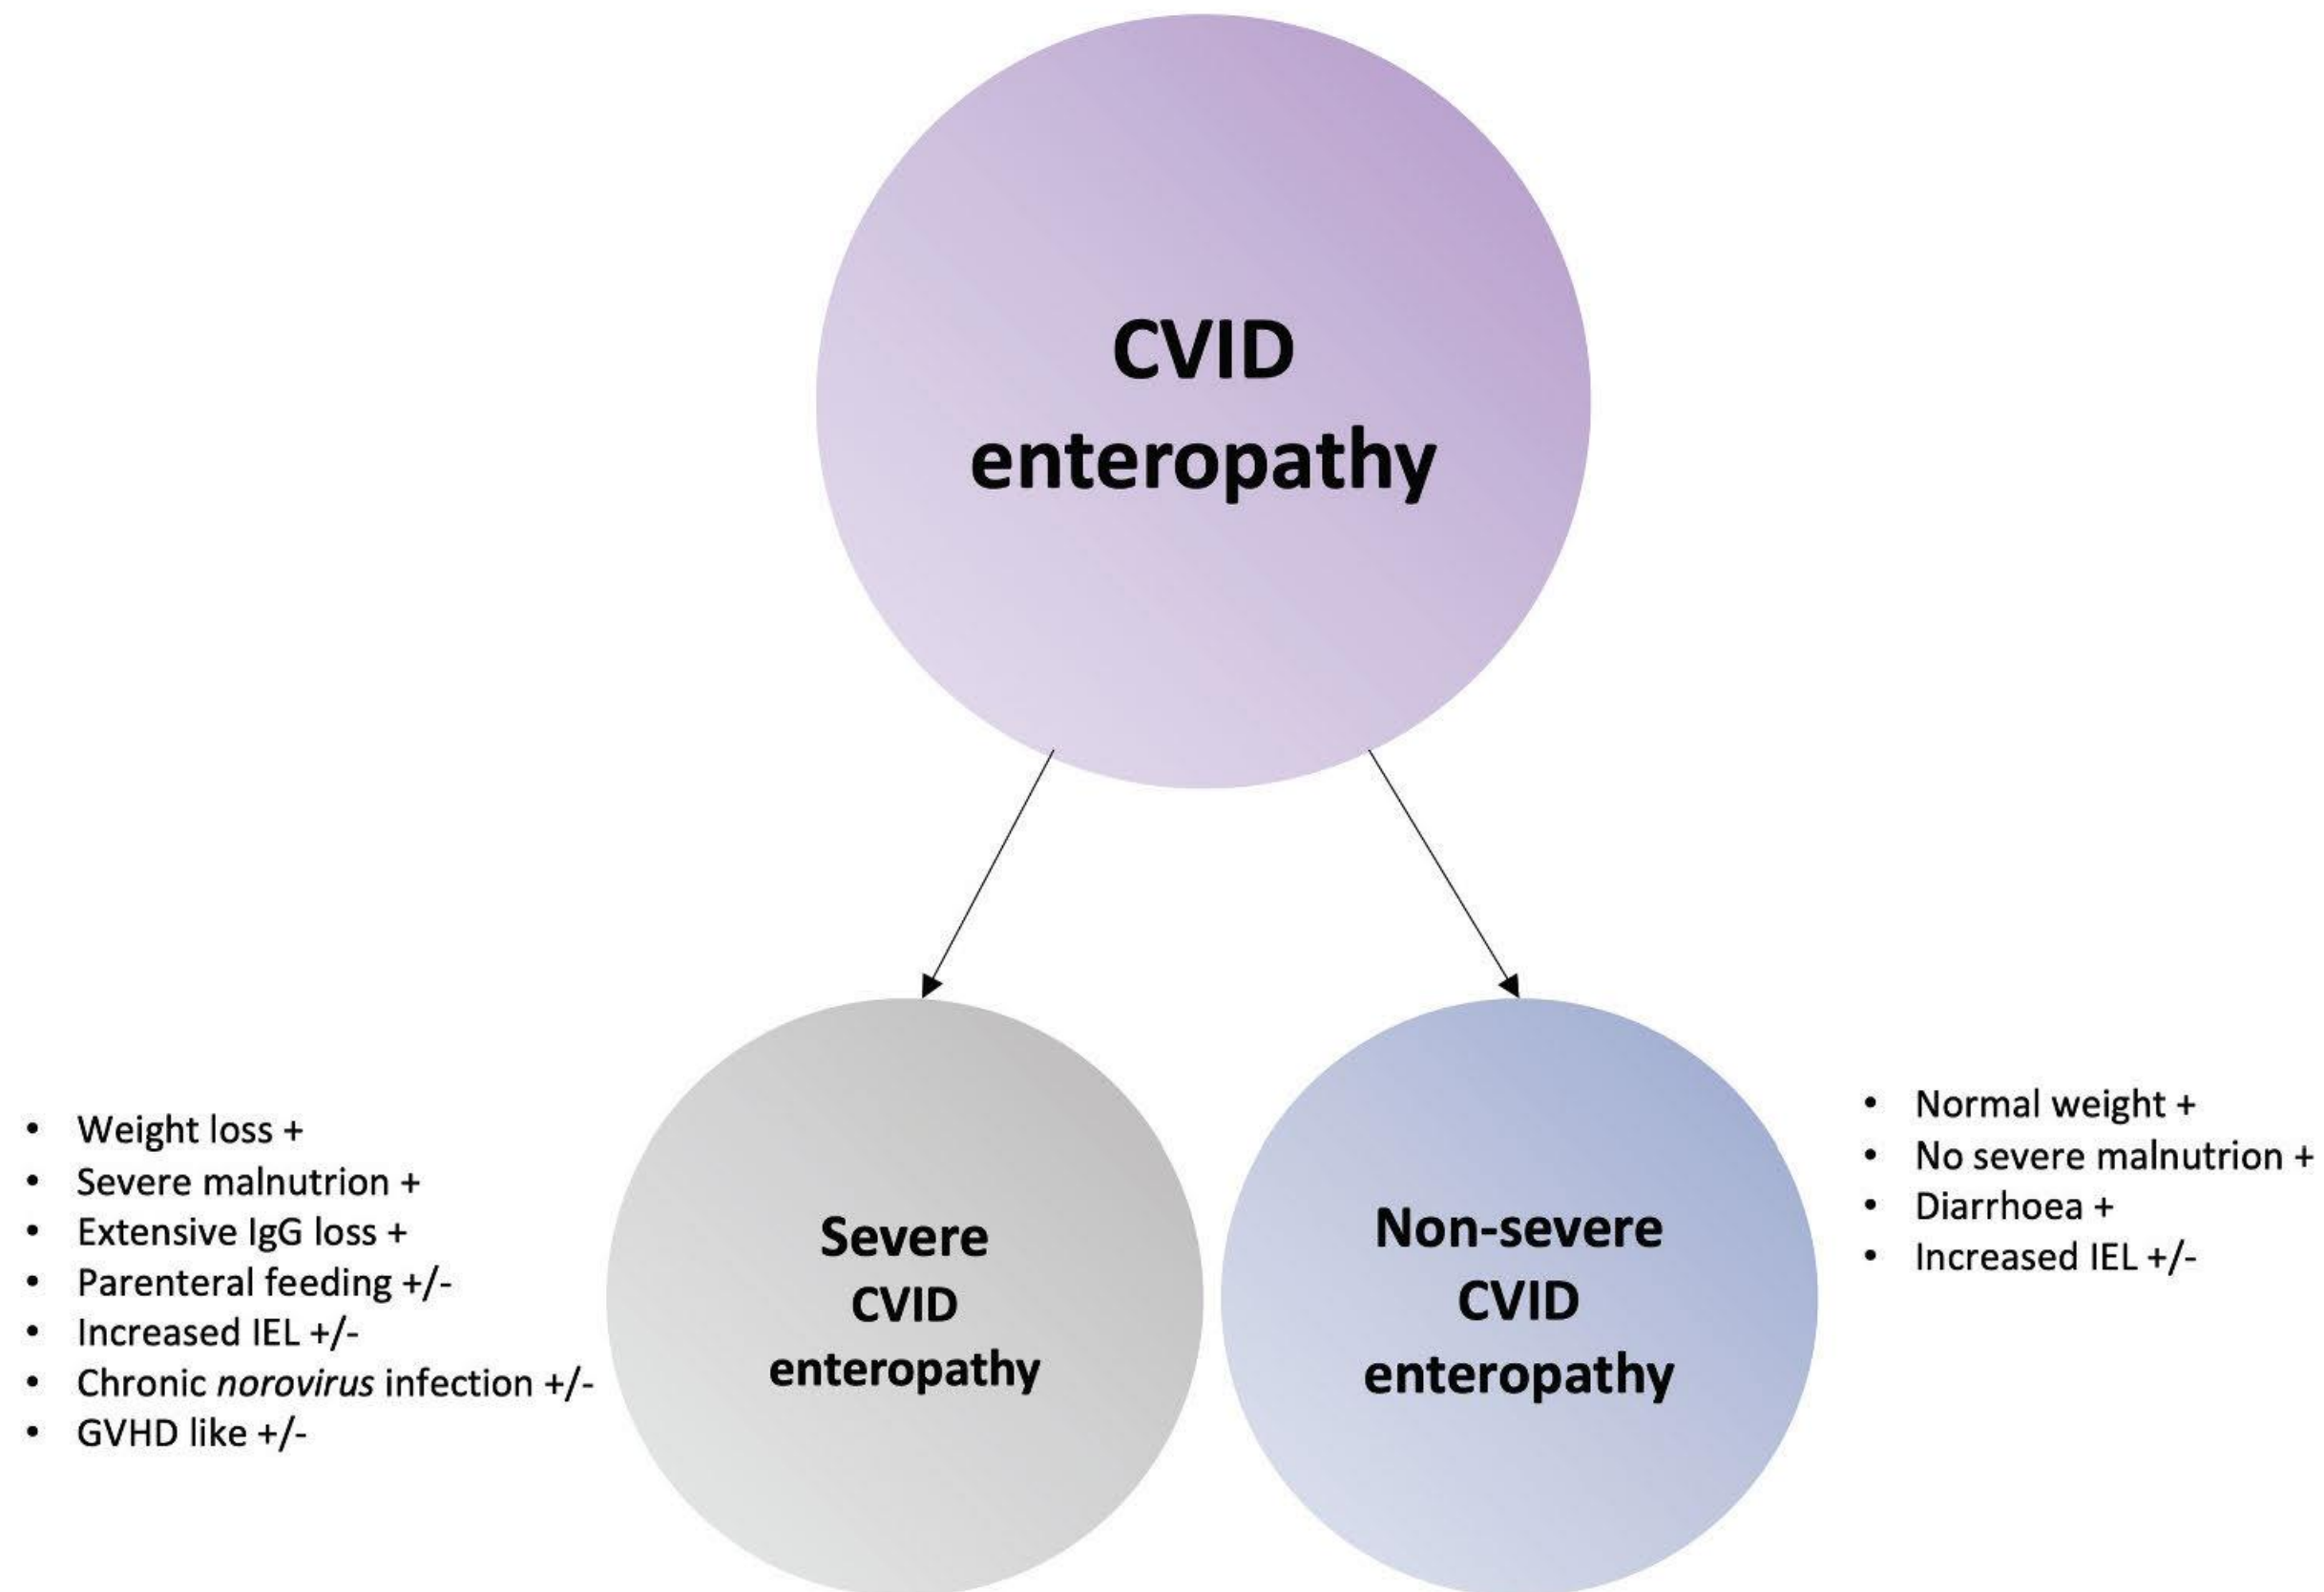 CVID
enteropathy
• Weight loss +
• Severe malnutrion +
• Extensive IgG loss +
• Parenteral feeding +/-
• Increased IEL +/-
• Chronic norovirus infection +/-
• GVHD like +/-
Severe
CVID
enteropathy
Non-severe
CVID
enteropathy
• Normal weight +
• No severe malnutrion +
• Diarrhoea +
• Increased IEL +/-